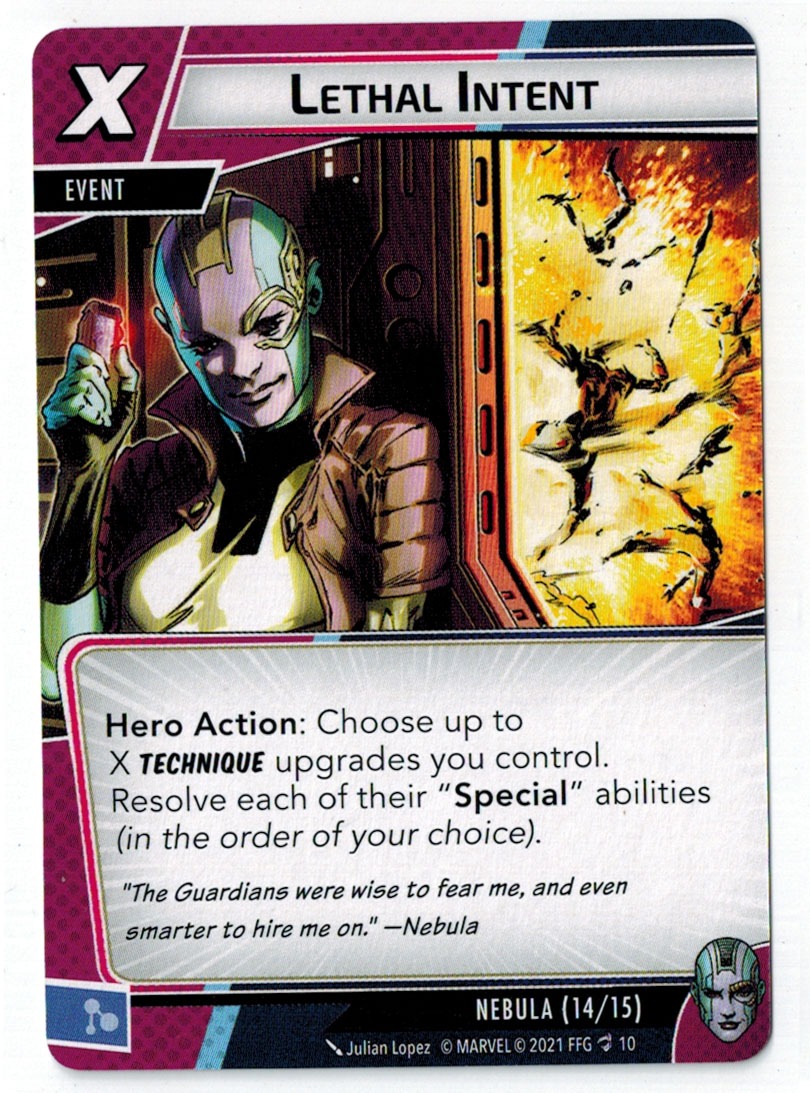 X
LETHAL INTENT
EVENT
Hero Action: Choose up to
X TECHNIQUE upgrades you control.
Resolve each of their “Special” abilities
(in the order of your choice).
"The Guardians were wise to fear me, and even
smarter to hire me on." —Nebula
NEBULA (14/15)
Julian Lopez © MARVEL © 2021 FFG 10